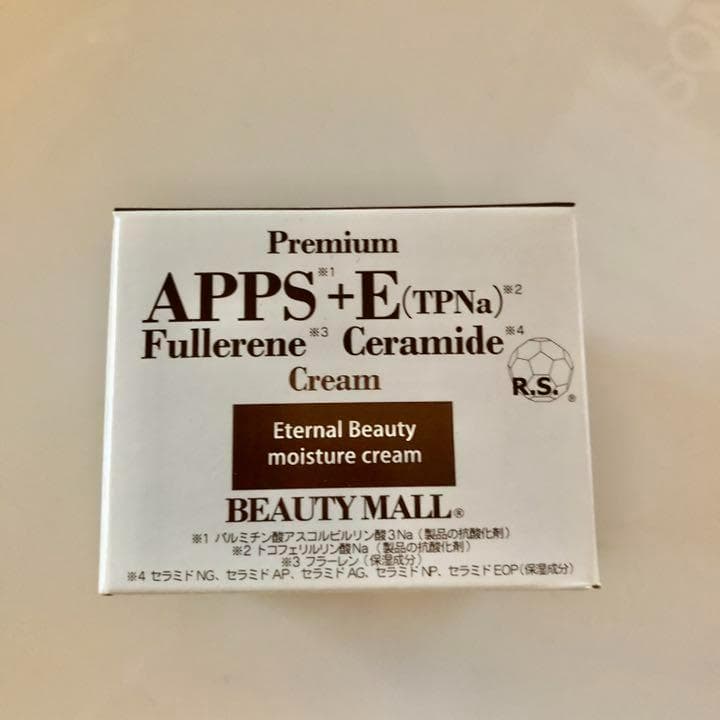 Premium
APPS※1+E(TPNa)※2
Fullerene※3 Ceramide※4
Cream
R.S.®
Eternal Beauty
moisture cream
BEAUTY MALL®
※1 パルミチン酸アスコルビルリン酸3Na(製品の抗酸化剤)
※2 トコフェリルリン酸Na(製品の抗酸化剤)
※3 フラーレン(保湿成分)
※4 セラミドNG、セラミドAP、セラミドAG、セラミドNP、セラミドEOP(保湿成分)